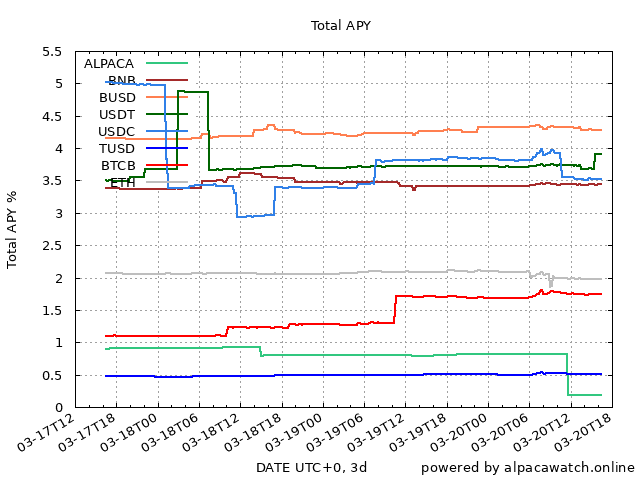 Total APY
Total APY %
5.5
5
4.5
4
3.5
3
2.5
2
1.5
1
0.5
0
ALPACA
BNB
BUSD
USDT
USDC
TUSD
BTCB
ETH
03-17T12
03-17T18
03-18T00
03-18T06
03-18T12
03-18T18
03-19T00
03-19T06
03-19T12
03-19T18
03-20T00
03-20T06
03-20T12
03-20T18
DATE UTC+0, 3d
powered by alpacawatch.online